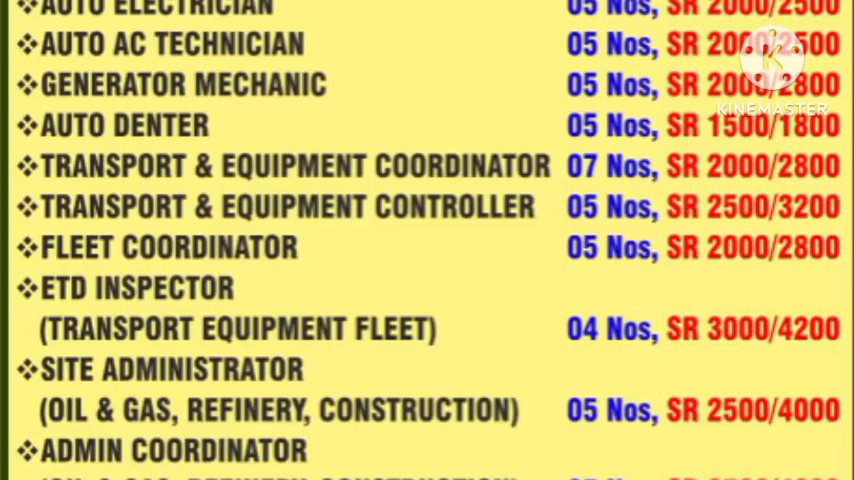 ❖AUTO ELECTRICIAN 05 Nos, SR 2000/2500
❖AUTO AC TECHNICIAN 05 Nos, SR 2000/2500
❖GENERATOR MECHANIC 05 Nos, SR 2000/2800
KINEMASTER
❖AUTO DENTER 05 Nos, SR 1500/1800
❖TRANSPORT & EQUIPMENT COORDINATOR 07 Nos, SR 2000/2800
❖TRANSPORT & EQUIPMENT CONTROLLER 05 Nos, SR 2500/3200
❖FLEET COORDINATOR 05 Nos, SR 2000/2800
❖ETD INSPECTOR
(TRANSPORT EQUIPMENT FLEET) 04 Nos, SR 3000/4200
❖SITE ADMINISTRATOR
(OIL & GAS, REFINERY, CONSTRUCTION) 05 Nos, SR 2500/4000
❖ADMIN COORDINATOR
(OIL & GAS, REFINERY, CONSTRUCTION)